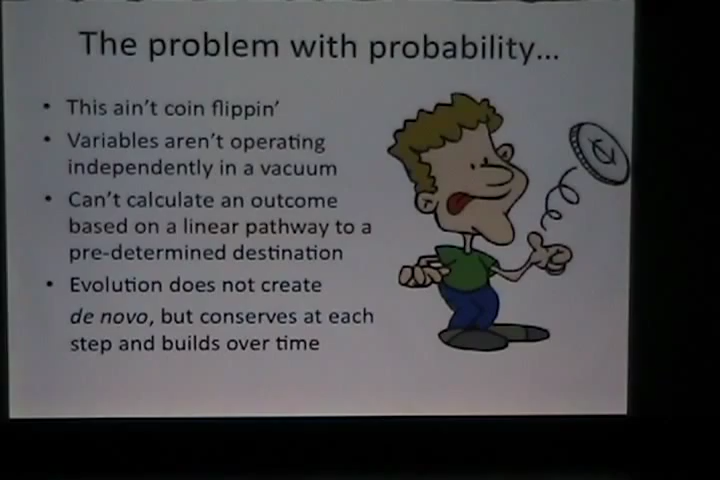 The problem with probability...
• This ain't coin flippin'
• Variables aren't operating
independently in a vacuum
• Can't calculate an outcome
based on a linear pathway to a
pre-determined destination
• Evolution does not create
de novo, but conserves at each
step and builds over time